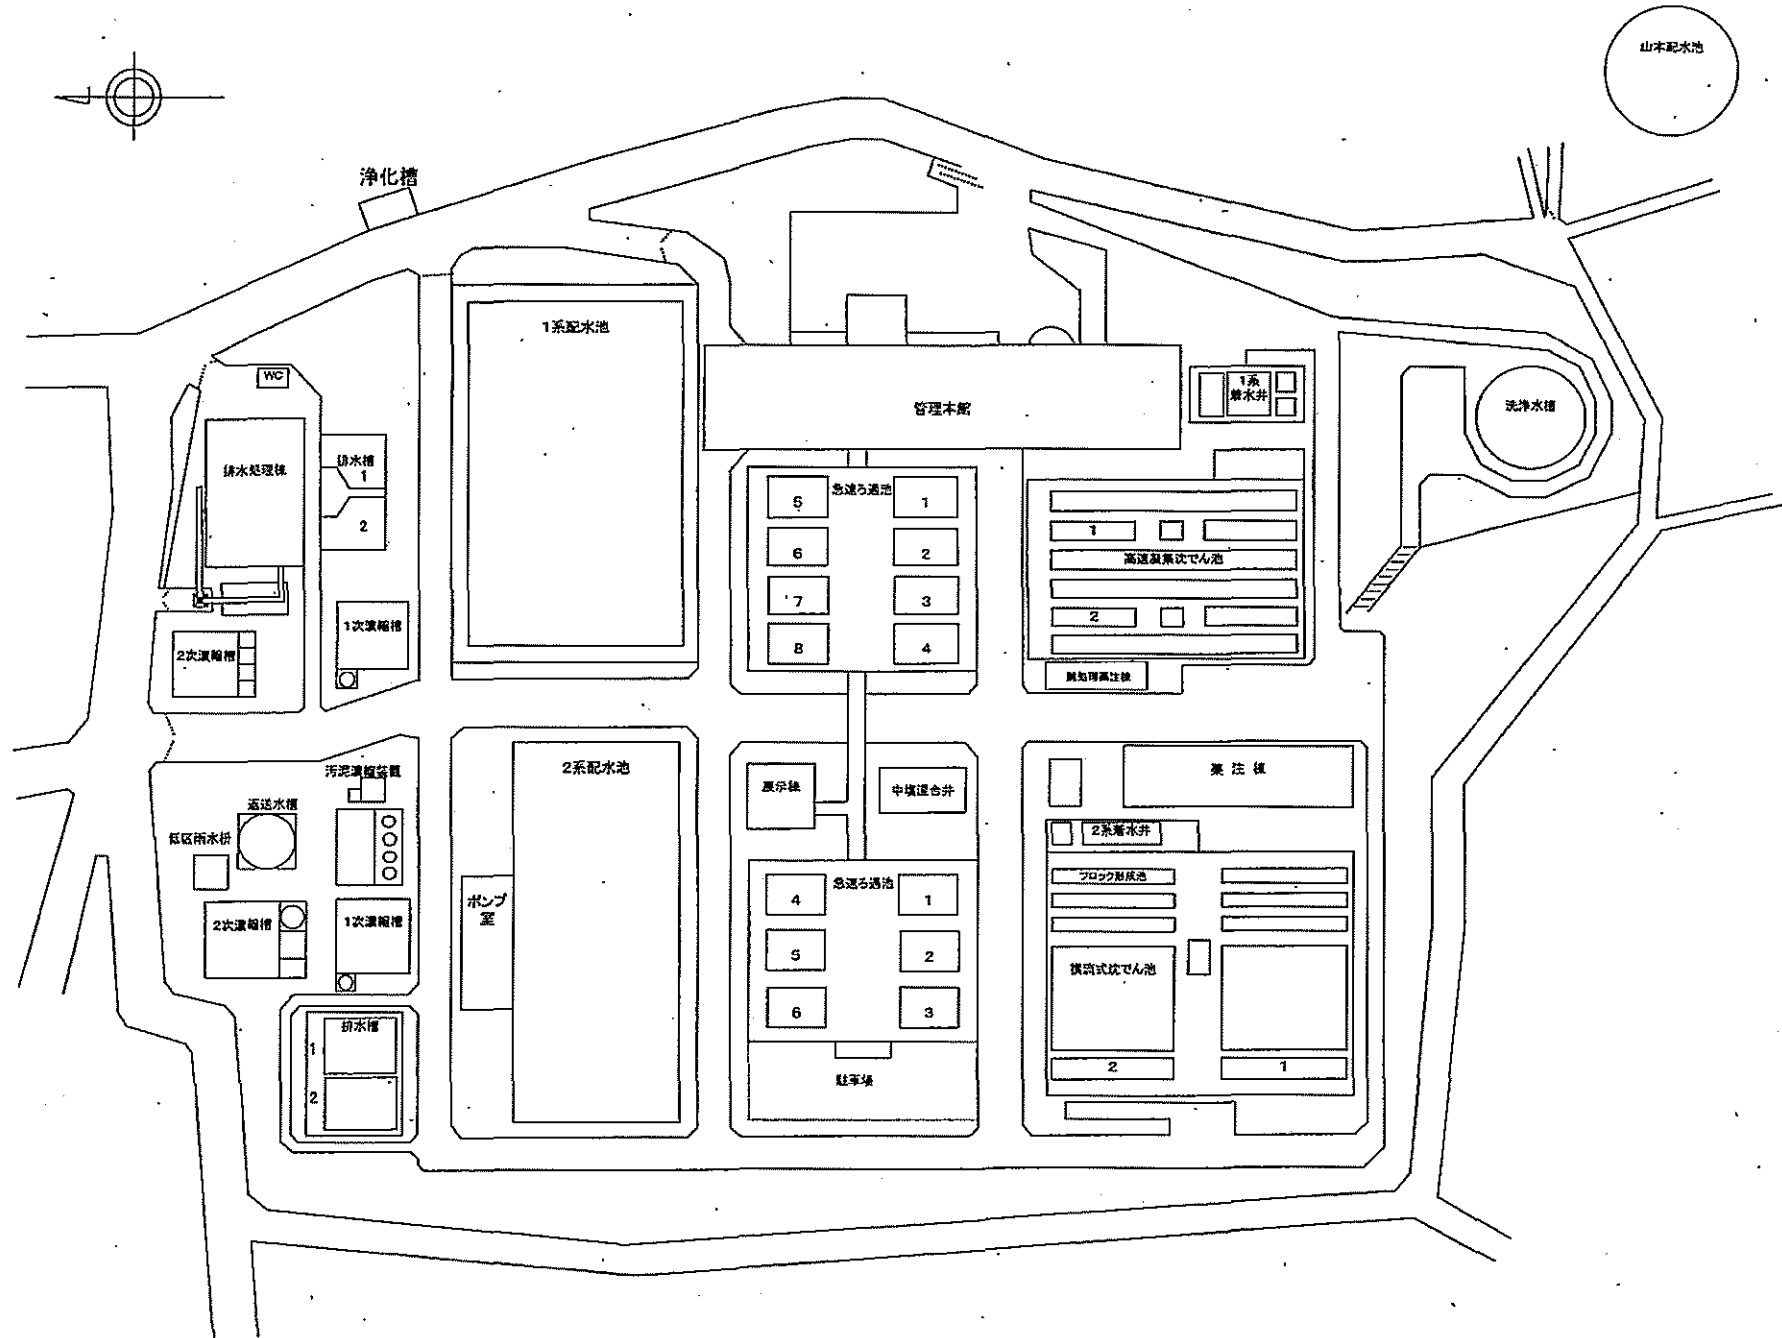 山本配水池
浄化槽
1系配水池
WC
管理本館
1系
着水井
洗浄水槽
排水処理棟
排水槽
1
2
急速ろ過池
5
1
6
2
7
3
8
4
1
高速凝集沈でん池
2
1次濃縮槽
2次濃縮槽
汚泥濃縮装置
返送水槽
低区雨水枡
2系配水池
展示棟
中塩混合井
薬注棟
2系着水井
フロック形成池
急速ろ過池
4
1
5
2
6
3
ポンプ
室
2次濃縮槽
1次濃縮槽
横流式沈でん池
2
1
排水槽
1
2
駐車場